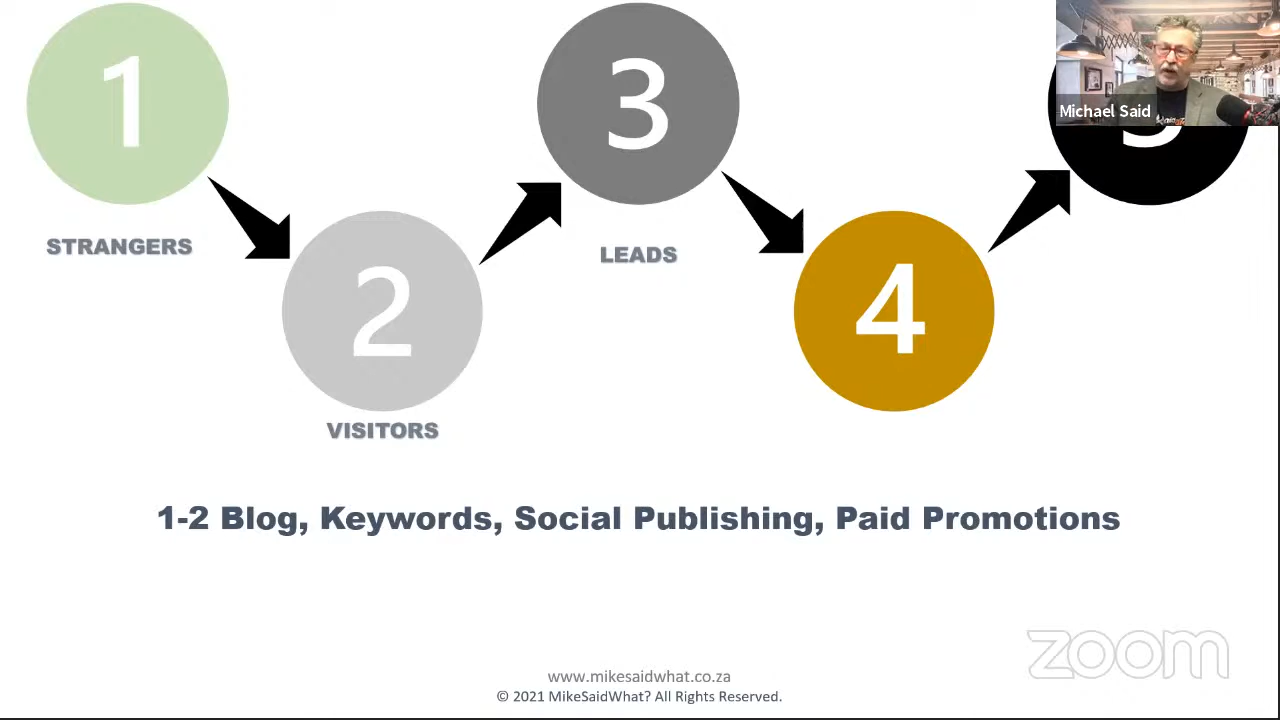 1
3
Michael Said
STRANGERS
LEADS
2
4
VISITORS
1-2 Blog, Keywords, Social Publishing, Paid Promotions
zoom
www.mikesaidwhat.co.za
© 2021 MikeSaidWhat? All Rights Reserved.